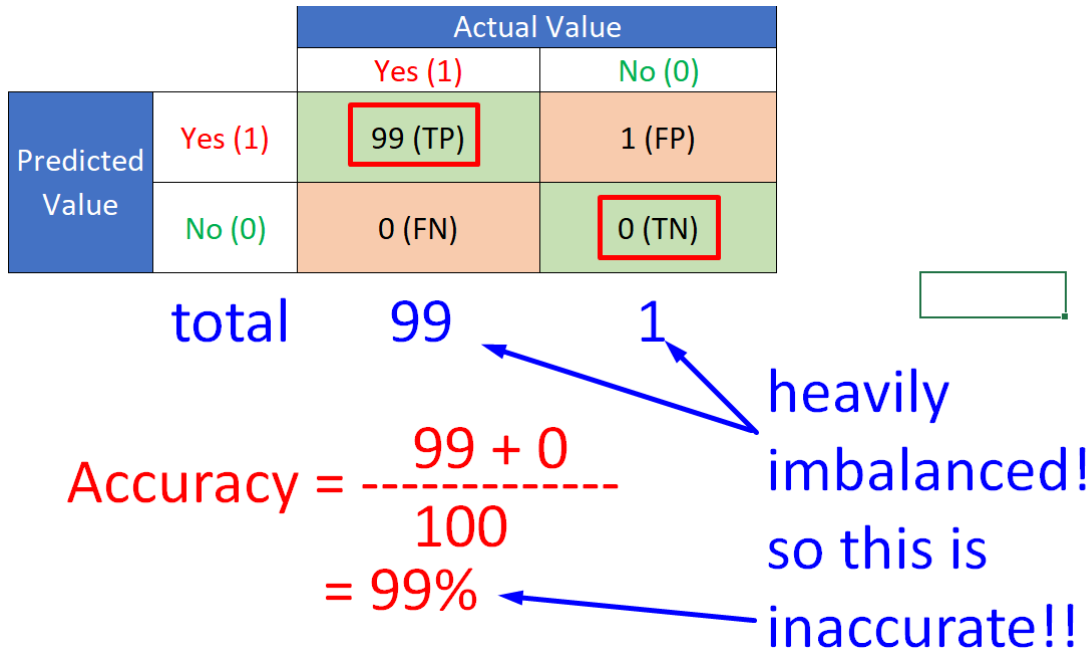 Actual Value
Yes (1) No (0)
Predicted Value Yes (1) 99 (TP) 1 (FP)
No (0) 0 (FN) 0 (TN)
total 99 1
heavily
imbalanced!
so this is
inaccurate!!
Accuracy = 99 + 0
-------------
100
= 99%